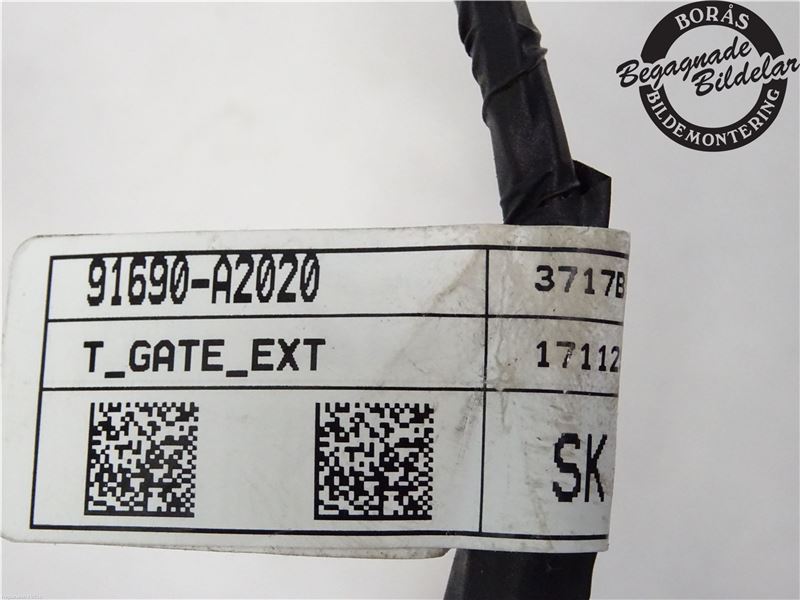 BORÅS
Begagnade
Bildelar
BILDEMONTERING
91690-A2020
3717B
T_GATE_EXT
17112
SK